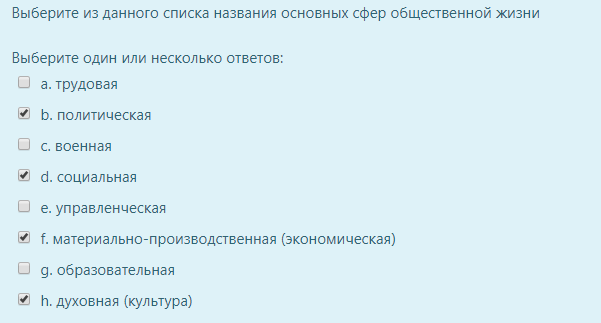 Выберите из данного списка названия основных сфер общественной жизни
Выберите один или несколько ответов:
a. трудовая
b. политическая
c. военная
d. социальная
e. управленческая
f. материально-производственная (экономическая)
g. образовательная
h. духовная (культура)